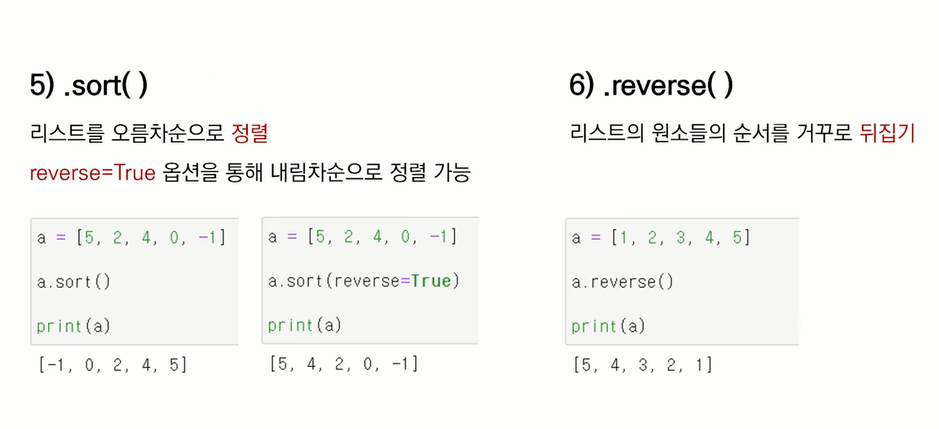 5) .sort( )
리스트를 오름차순으로 정렬
reverse=True 옵션을 통해 내림차순으로 정렬 가능
a = [5, 2, 4, 0, -1]
a.sort()
print(a)
[-1, 0, 2, 4, 5]
a = [5, 2, 4, 0, -1]
a.sort(reverse=True)
print(a)
[5, 4, 2, 0, -1]
6) .reverse( )
리스트의 원소들의 순서를 거꾸로 뒤집기
a = [1, 2, 3, 4, 5]
a.reverse()
print(a)
[5, 4, 3, 2, 1]